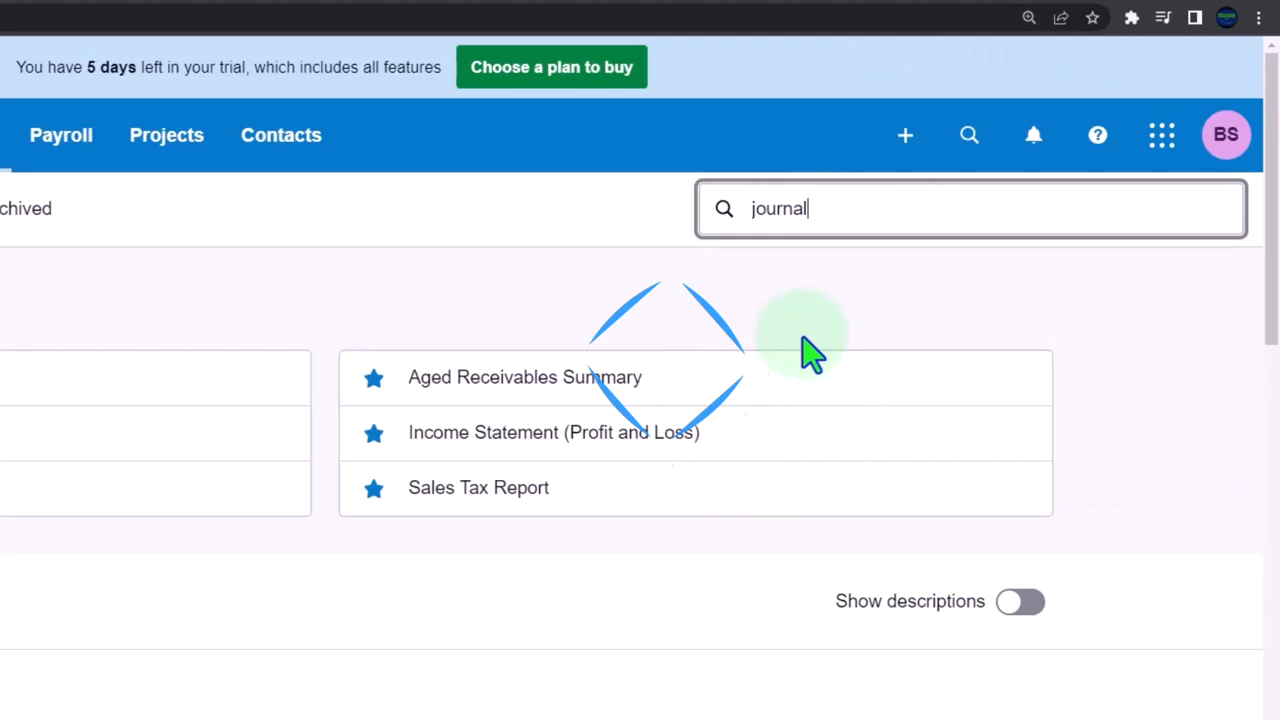 You have 5 days left in your trial, which includes all features Choose a plan to buy
Payroll Projects Contacts BS
chived journal
Aged Receivables Summary
Income Statement (Profit and Loss)
Sales Tax Report
Show descriptions